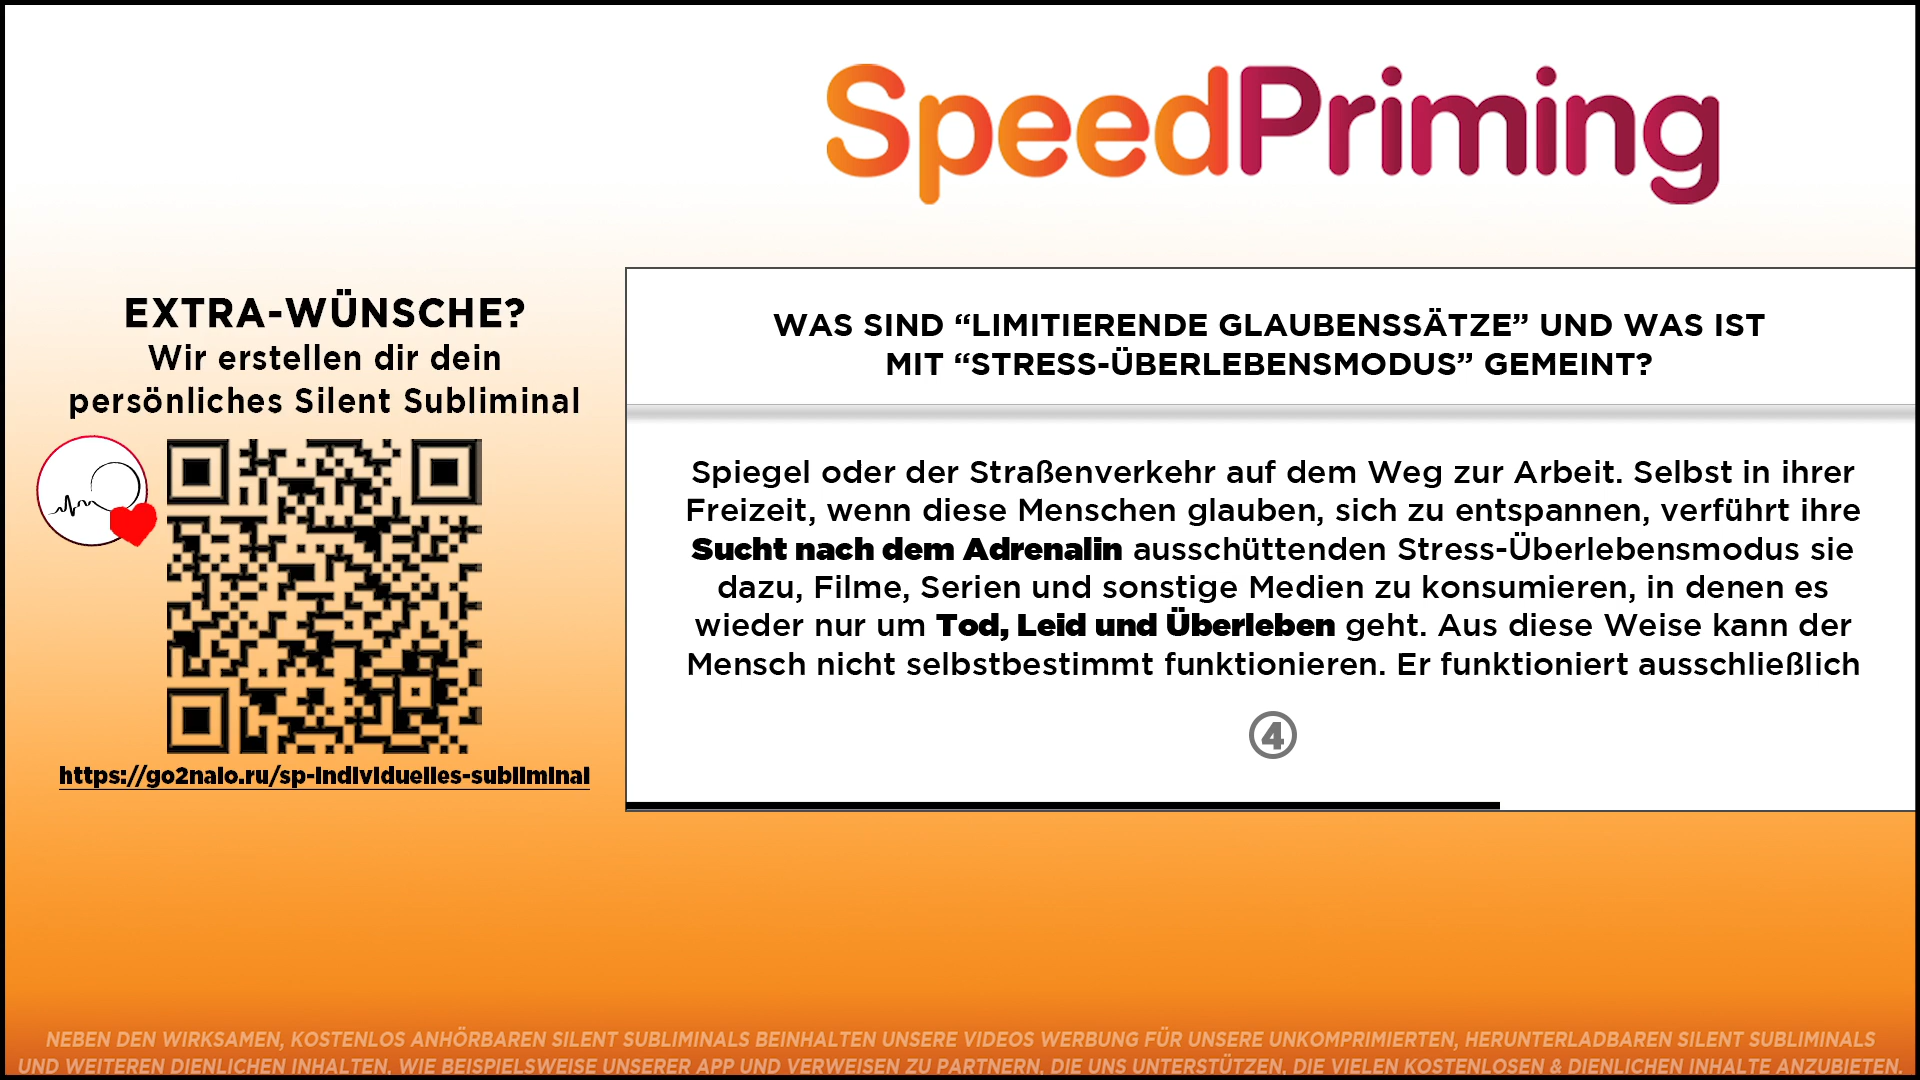 SpeedPriming
EXTRA-WÜNSCHE?
Wir erstellen dir dein
persönliches Silent Subliminal
https://go2nalo.ru/sp-individuelles-subliminal
WAS SIND “LIMITIERENDE GLAUBENSSÄTZE” UND WAS IST
MIT “STRESS-ÜBERLEBENSMODUS” GEMEINT?
Spiegel oder der Straßenverkehr auf dem Weg zur Arbeit. Selbst in ihrer
Freizeit, wenn diese Menschen glauben, sich zu entspannen, verführt ihre
Sucht nach dem Adrenalin ausschüttenden Stress-Überlebensmodus sie
dazu, Filme, Serien und sonstige Medien zu konsumieren, in denen es
wieder nur um Tod, Leid und Überleben geht. Aus diese Weise kann der
Mensch nicht selbstbestimmt funktionieren. Er funktioniert ausschließlich
4
NEBEN DEN WIRKSAMEN, KOSTENLOS ANHÖRBAREN SILENT SUBLIMINALS BEINHALTEN UNSERE VIDEOS WERBUNG FÜR UNSERE UNKOMPRIMIERTEN, HERUNTERLADBAREN SILENT SUBLIMINALS
UND WEITEREN DIENLICHEN INHALTEN, WIE BEISPIELSWEISE UNSERER APP UND VERWEISEN ZU PARTNERN, DIE UNS UNTERSTÜTZEN, DIE VIELEN KOSTENLOSEN & DIENLICHEN INHALTE ANZUBIETEN.